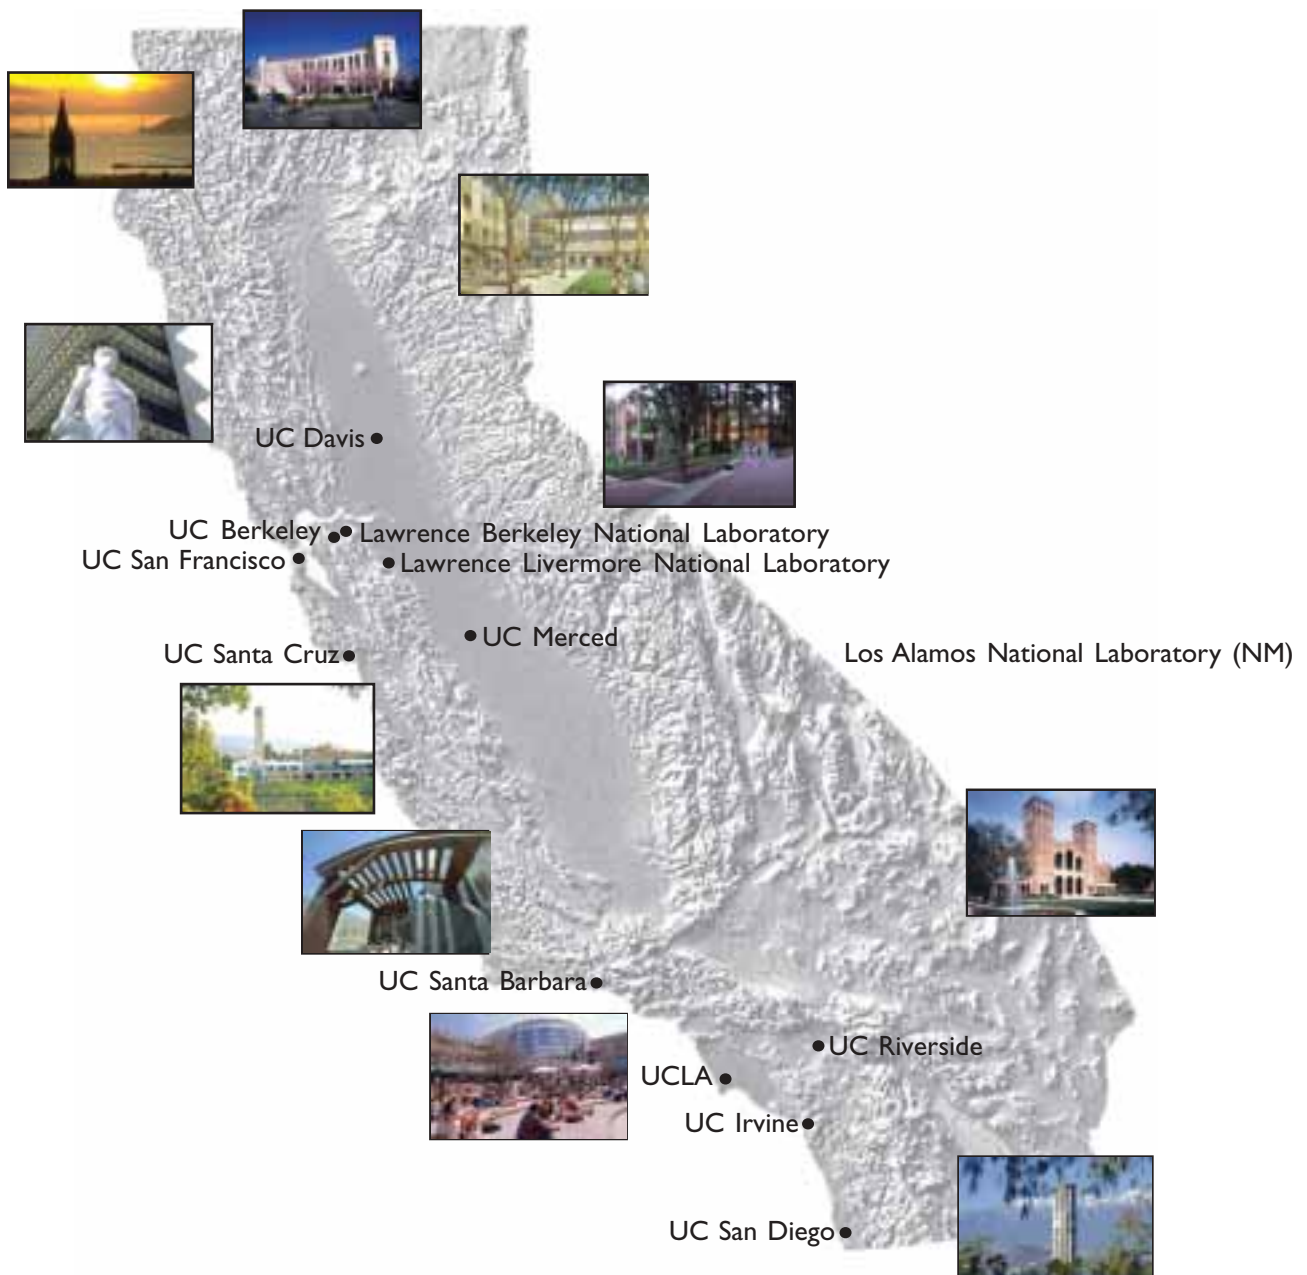 UC Davis
UC Berkeley
Lawrence Berkeley National Laboratory
UC San Francisco
Lawrence Livermore National Laboratory
UC Merced
UC Santa Cruz
Los Alamos National Laboratory (NM)
UC Santa Barbara
UC Riverside
UCLA
UC Irvine
UC San Diego